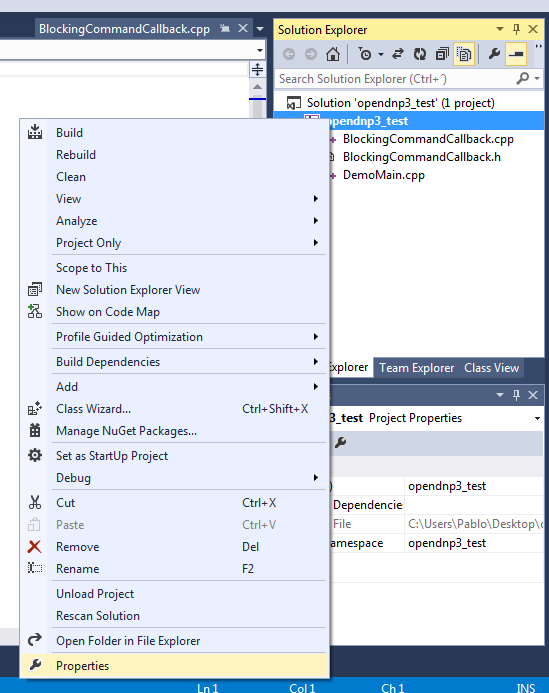 BlockingCommandCallback.cpp
Solution Explorer
Search Solution Explorer (Ctrl+´)
Solution 'opendnp3_test' (1 project)
opendnp3_test
BlockingCommandCallback.cpp
BlockingCommandCallback.h
DemoMain.cpp
Build
Rebuild
Clean
View
Analyze
Project Only
Scope to This
New Solution Explorer View
Show on Code Map
Profile Guided Optimization
Build Dependencies
Add
Class Wizard... Ctrl+Shift+X
Manage NuGet Packages...
Set as StartUp Project
Debug
Cut Ctrl+X
Paste Ctrl+V
Remove Del
Rename F2
Unload Project
Rescan Solution
Open Folder in File Explorer
Properties
xplorer Team Explorer Class View
3_test Project Properties
) opendnp3_test
Dependencie
File C:\Users\Pablo\Desktop\
amespace opendnp3_test
Ln 1 Col 1 Ch 1 INS